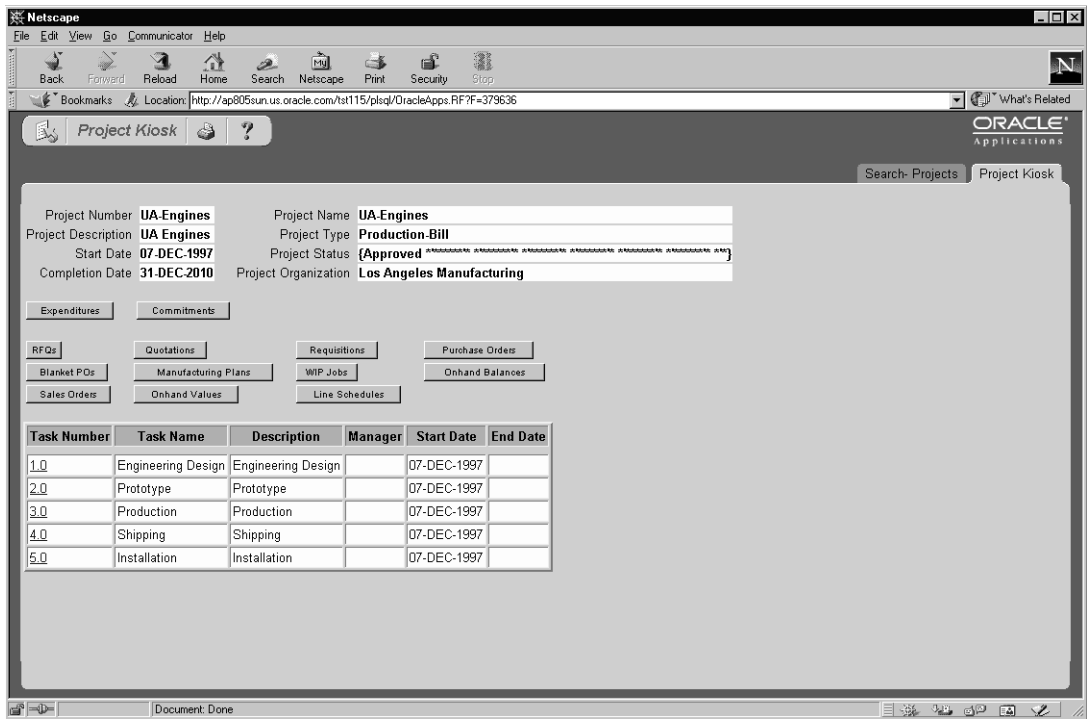 Netscape
File Edit View Go Communicator Help
My
Back Forward Reload Home Search Netscape Print Security Stop
N
Bookmarks Location: http://ap805sun.us.oracle.com/tst115/plsql/OracleApps.RF?F=379636 What's Related
Project Kiosk ?
ORACLE
Applications
Search- Projects Project Kiosk
Project Number UA-Engines Project Name UA-Engines
Project Description UA Engines Project Type Production-Bill
Start Date 07-DEC-1997 Project Status {Approved ********* ********* ********* ********* ********* ********* ***}
Completion Date 31-DEC-2010 Project Organization Los Angeles Manufacturing
Expenditures Commitments
RFQs Quotations Requisitions Purchase Orders
Blanket POs Manufacturing Plans WIP Jobs Onhand Balances
Sales Orders Onhand Values Line Schedules
Task Number Task Name Description Manager Start Date End Date
1.0 Engineering Design Engineering Design 07-DEC-1997
2.0 Prototype Prototype 07-DEC-1997
3.0 Production Production 07-DEC-1997
4.0 Shipping Shipping 07-DEC-1997
5.0 Installation Installation 07-DEC-1997
Document: Done